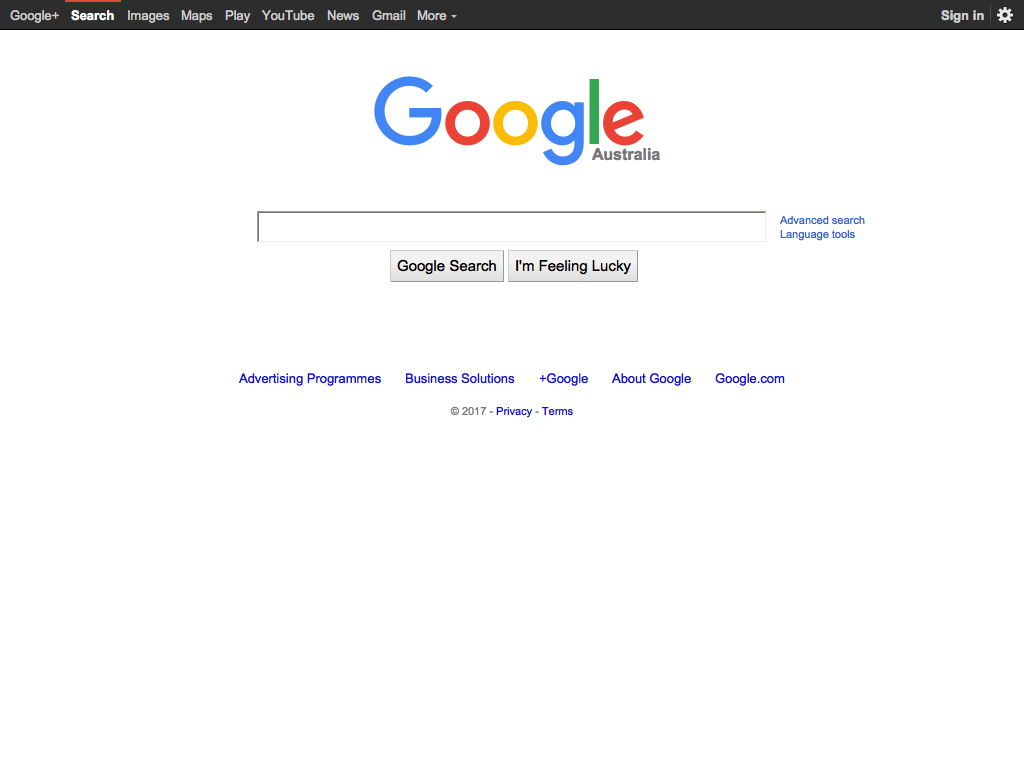 Google+ Search Images Maps Play YouTube News Gmail More Sign in
Google
Australia
Advanced search
Language tools
Google Search I'm Feeling Lucky
Advertising Programmes Business Solutions +Google About Google Google.com
© 2017 - Privacy - Terms